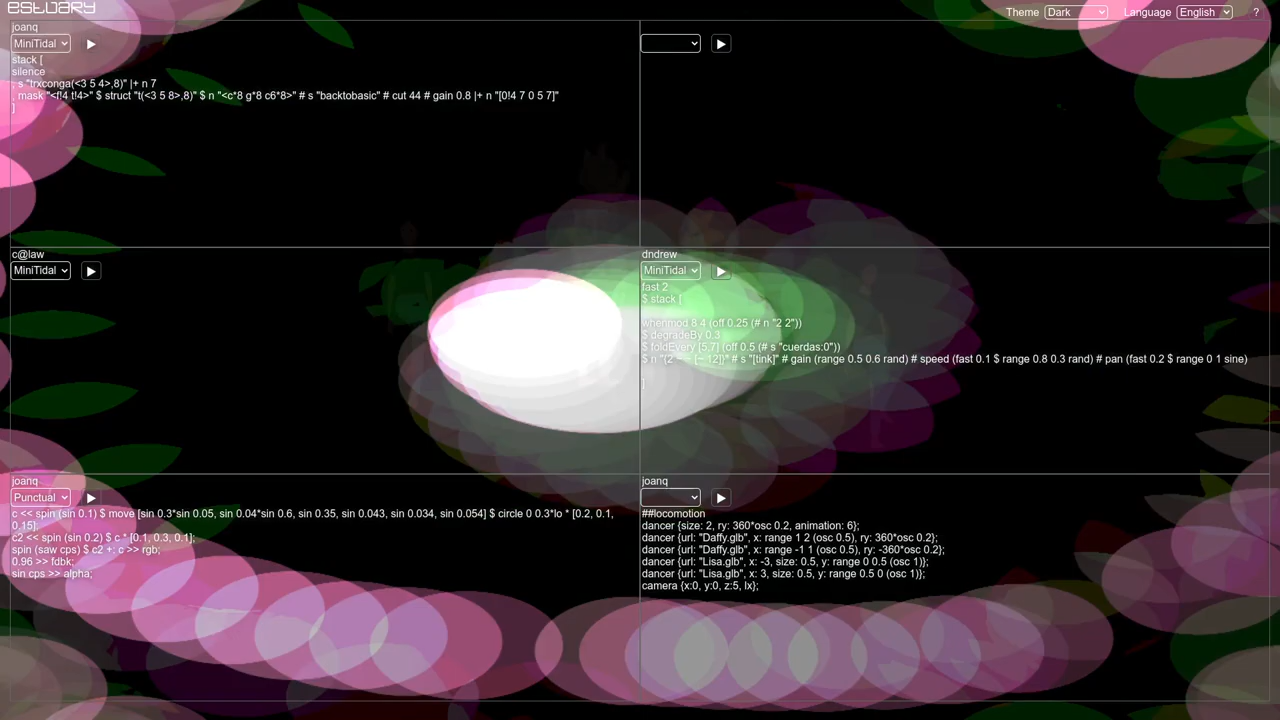 estuary
Theme Dark Language English ?
joanq
MiniTidal
stack [
silence
, s "trxconga(<3 5 4>,8)" |+ n 7
, mask "<f!4 t!4>" $ struct "t(<3 5 8>,8)" $ n "<c*8 g*8 c6*8>" # s "backtobasic" # cut 44 # gain 0.8 |+ n "[0!4 7 0 5 7]"
]
c@law
MiniTidal
dndrew
MiniTidal
fast 2
$ stack [
whenmod 8 4 (off 0.25 (# n "2 2"))
$ degradeBy 0.3
$ foldEvery [5,7] (off 0.5 (# s "cuerdas:0"))
$ n "(2 ~ ~ [~ 12])" # s "[tink]" # gain (range 0.5 0.6 rand) # speed (fast 0.1 $ range 0.8 0.3 rand) # pan (fast 0.2 $ range 0 1 sine)
]
joanq
Punctual
c << spin (sin 0.1) $ move [sin 0.3*sin 0.05, sin 0.04*sin 0.6, sin 0.35, sin 0.043, sin 0.034, sin 0.054] $ circle 0 0.3*lo * [0.2, 0.1,
0.15];
c2 << spin (sin 0.2) $ c * [0.1, 0.3, 0.1];
spin (saw cps) $ c2 +: c >> rgb;
0.96 >> fdbk;
sin cps >> alpha;
joanq
##locomotion
dancer {size: 2, ry: 360*osc 0.2, animation: 6};
dancer {url: "Daffy.glb", x: range 1 2 (osc 0.5), ry: 360*osc 0.2};
dancer {url: "Daffy.glb", x: range -1 1 (osc 0.5), ry: -360*osc 0.2};
dancer {url: "Lisa.glb", x: -3, size: 0.5, y: range 0 0.5 (osc 1)};
dancer {url: "Lisa.glb", x: 3, size: 0.5, y: range 0.5 0 (osc 1)};
camera {x:0, y:0, z:5, lx};